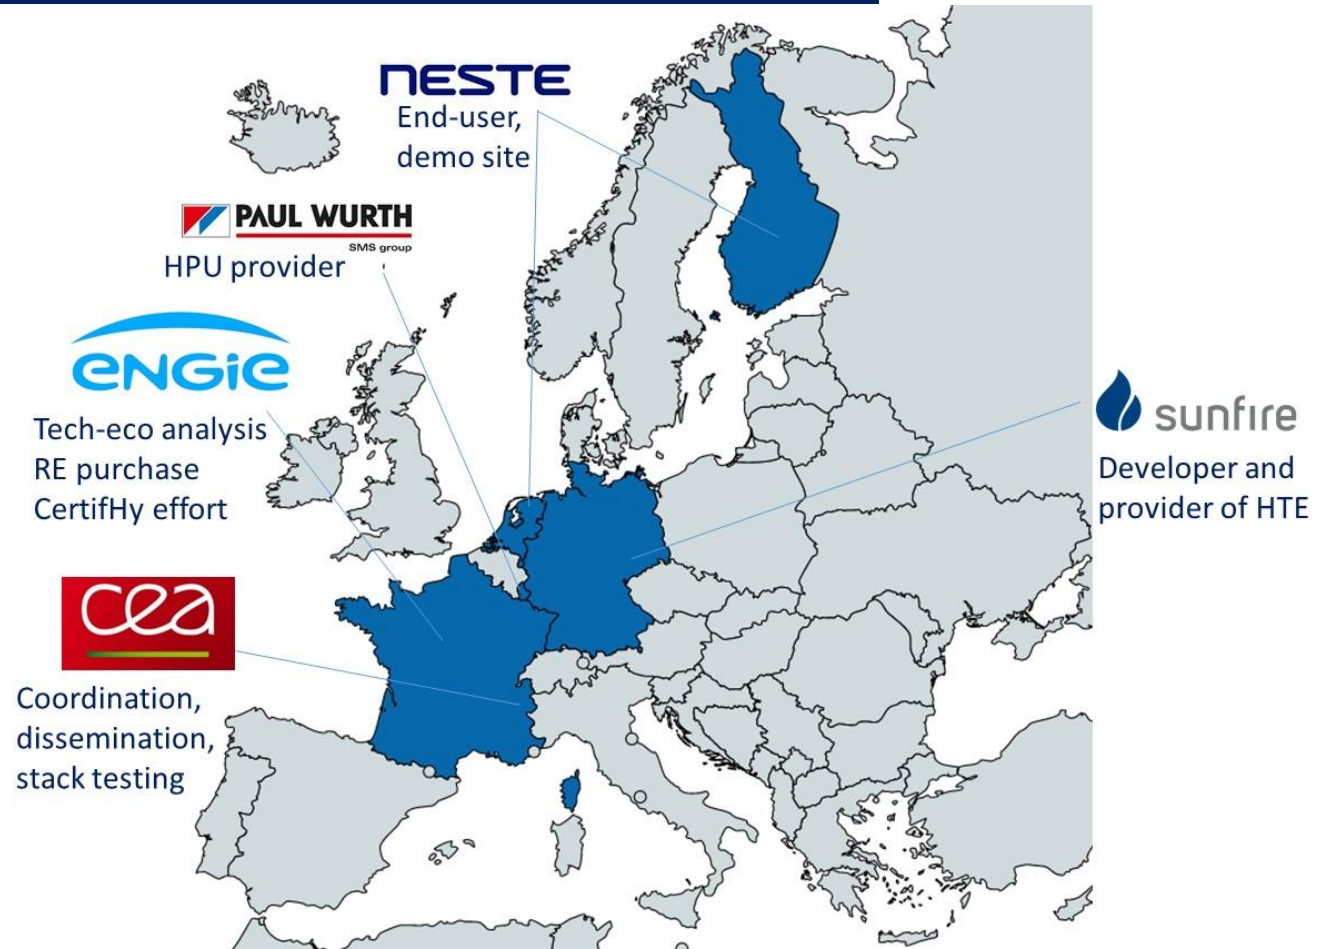 NESTE
End-user,
demo site
PAUL WURTH
SMS group
HPU provider
ENGIE
Tech-eco analysis
RE purchase
CertifHy effort
cea
Coordination,
dissemination,
stack testing
sunfire
Developer and
provider of HTE